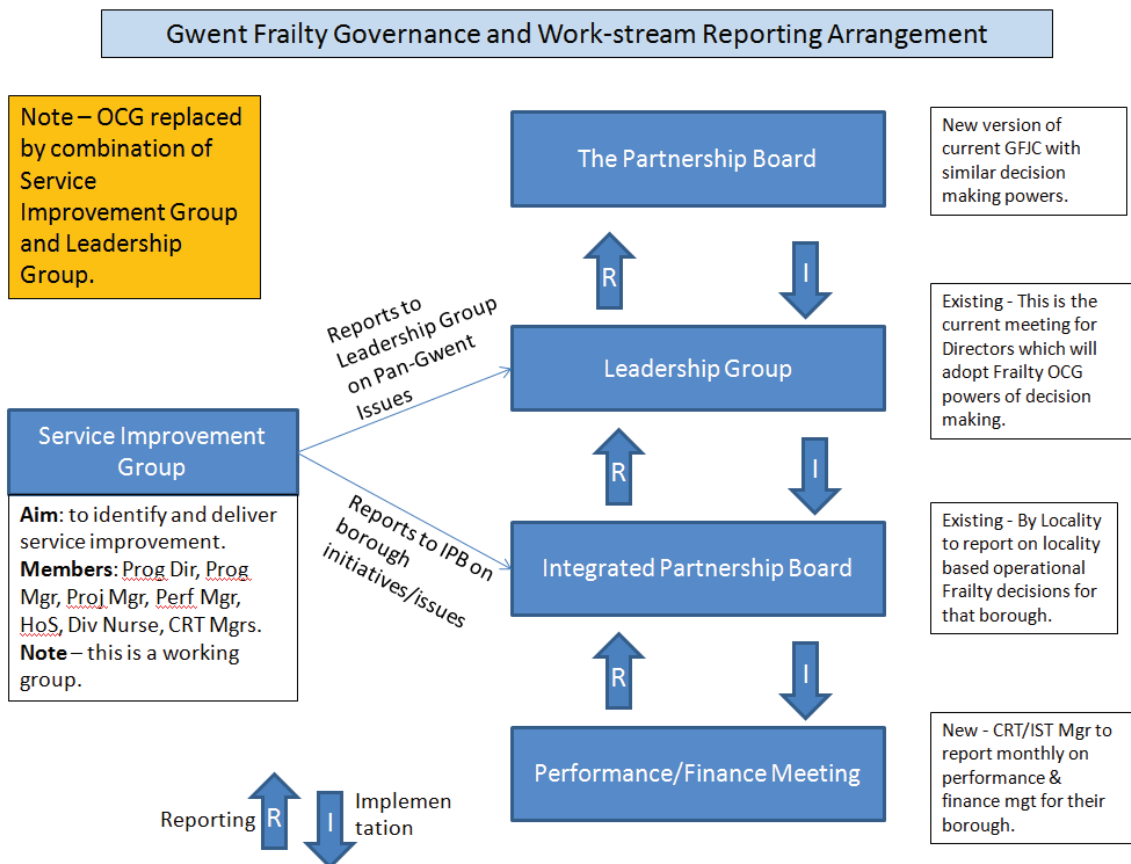 Gwent Frailty Governance and Work-stream Reporting Arrangement
Note – OCG replaced
by combination of
Service
Improvement Group
and Leadership
Group.
The Partnership Board
New version of
current GFJC with
similar decision
making powers.
R
I
Reports to
Leadership Group
on Pan-Gwent
Issues
Leadership Group
Existing - This is the
current meeting for
Directors which will
adopt Frailty OCG
powers of decision
making.
Service Improvement
Group
Aim: to identify and deliver
service improvement.
Members: Prog Dir, Prog
Mgr, Proj Mgr, Perf Mgr,
HoS, Div Nurse, CRT Mgrs.
Note – this is a working
group.
R
I
Reports to IPB on
borough
initiatives/issues
Integrated Partnership Board
Existing - By Locality
to report on locality
based operational
Frailty decisions for
that borough.
R
I
Performance/Finance Meeting
New - CRT/IST Mgr to
report monthly on
performance &
finance mgt for their
borough.
Reporting
R
I
Implemen
tation